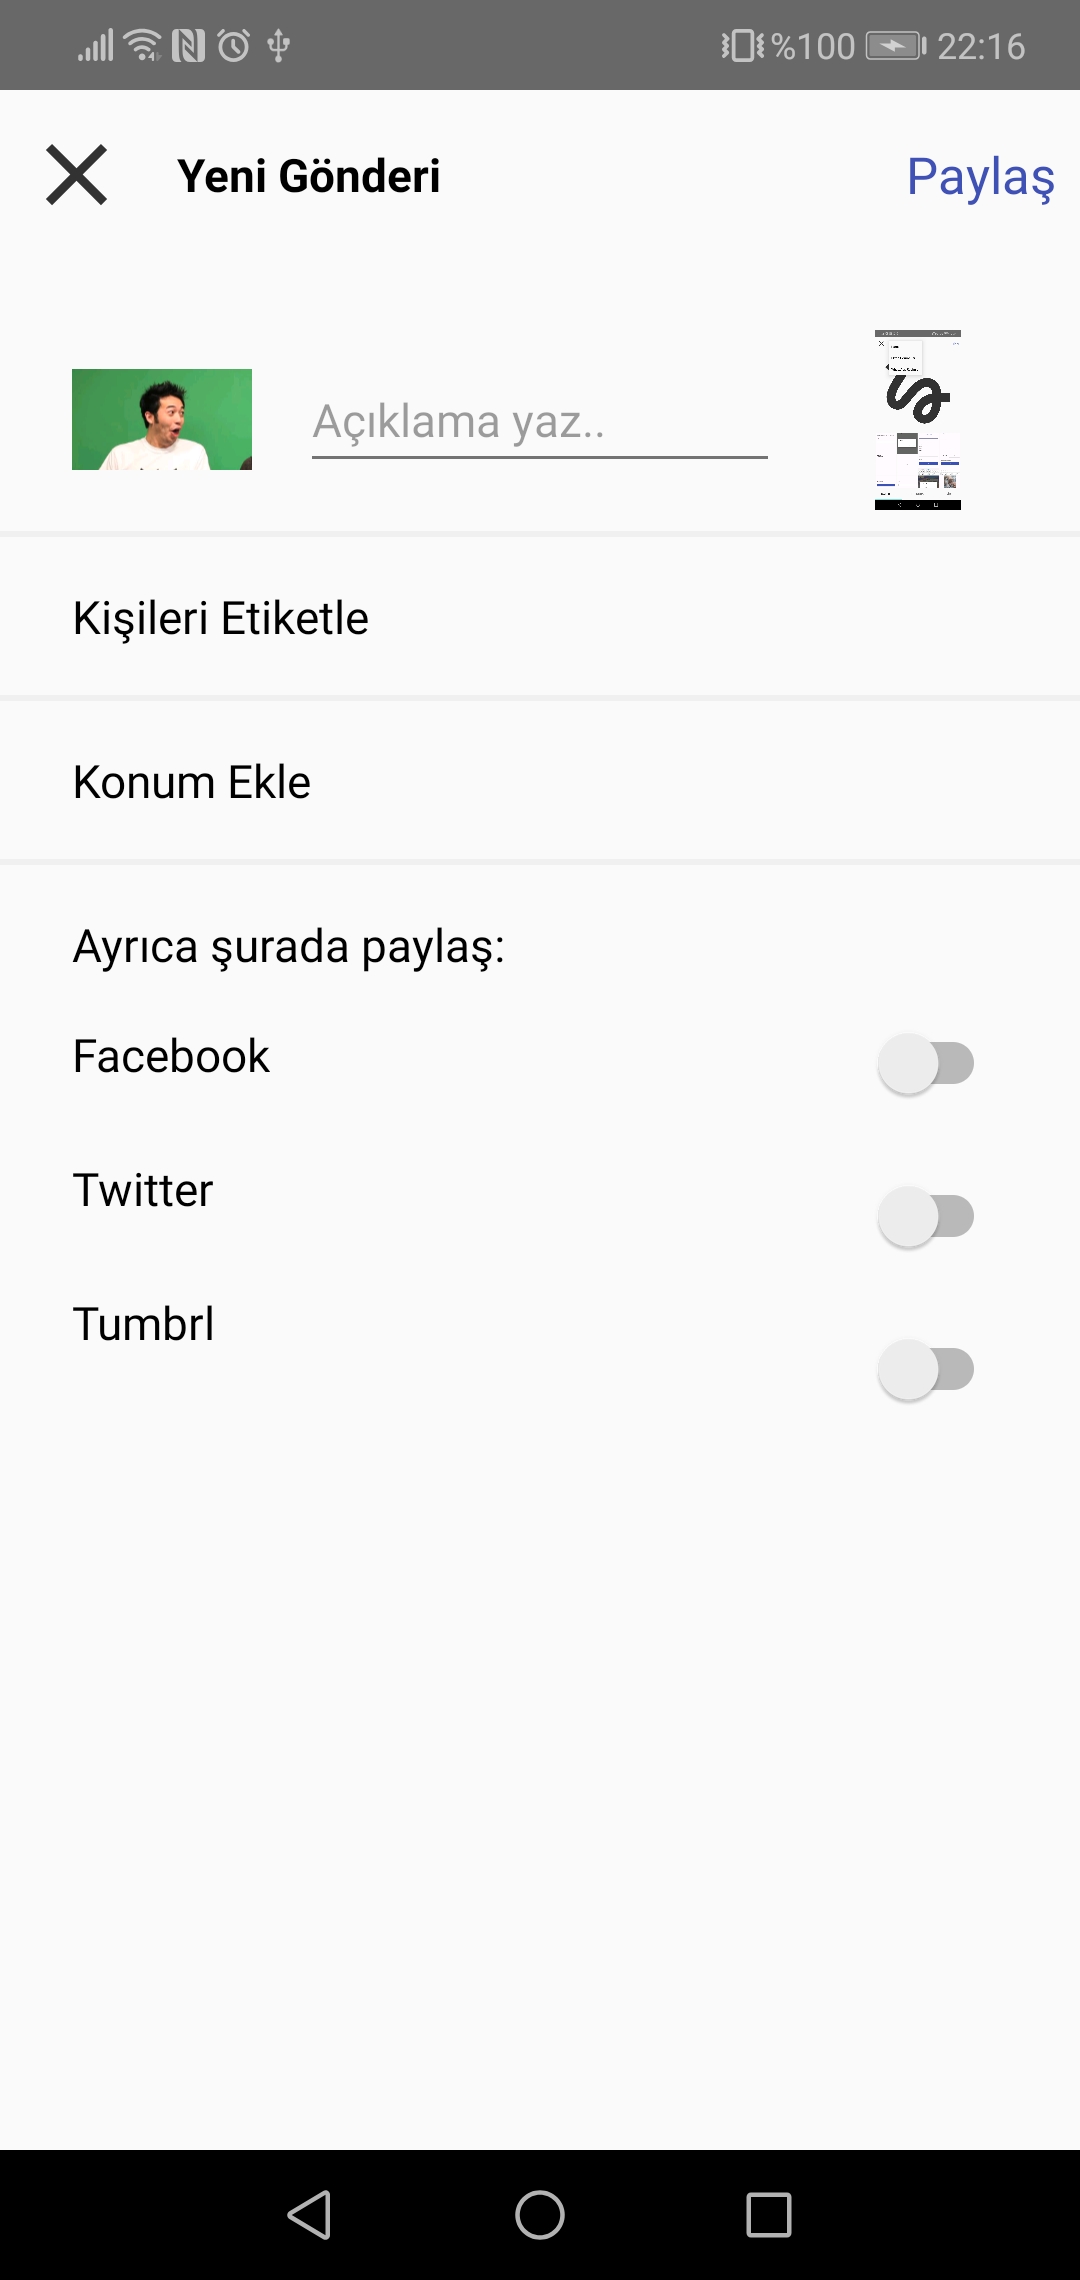 %100 22:16
Yeni Gönderi Paylaş
Açıklama yaz..
Kişileri Etiketle
Konum Ekle
Ayrıca şurada paylaş:
Facebook
Twitter
Tumbrl